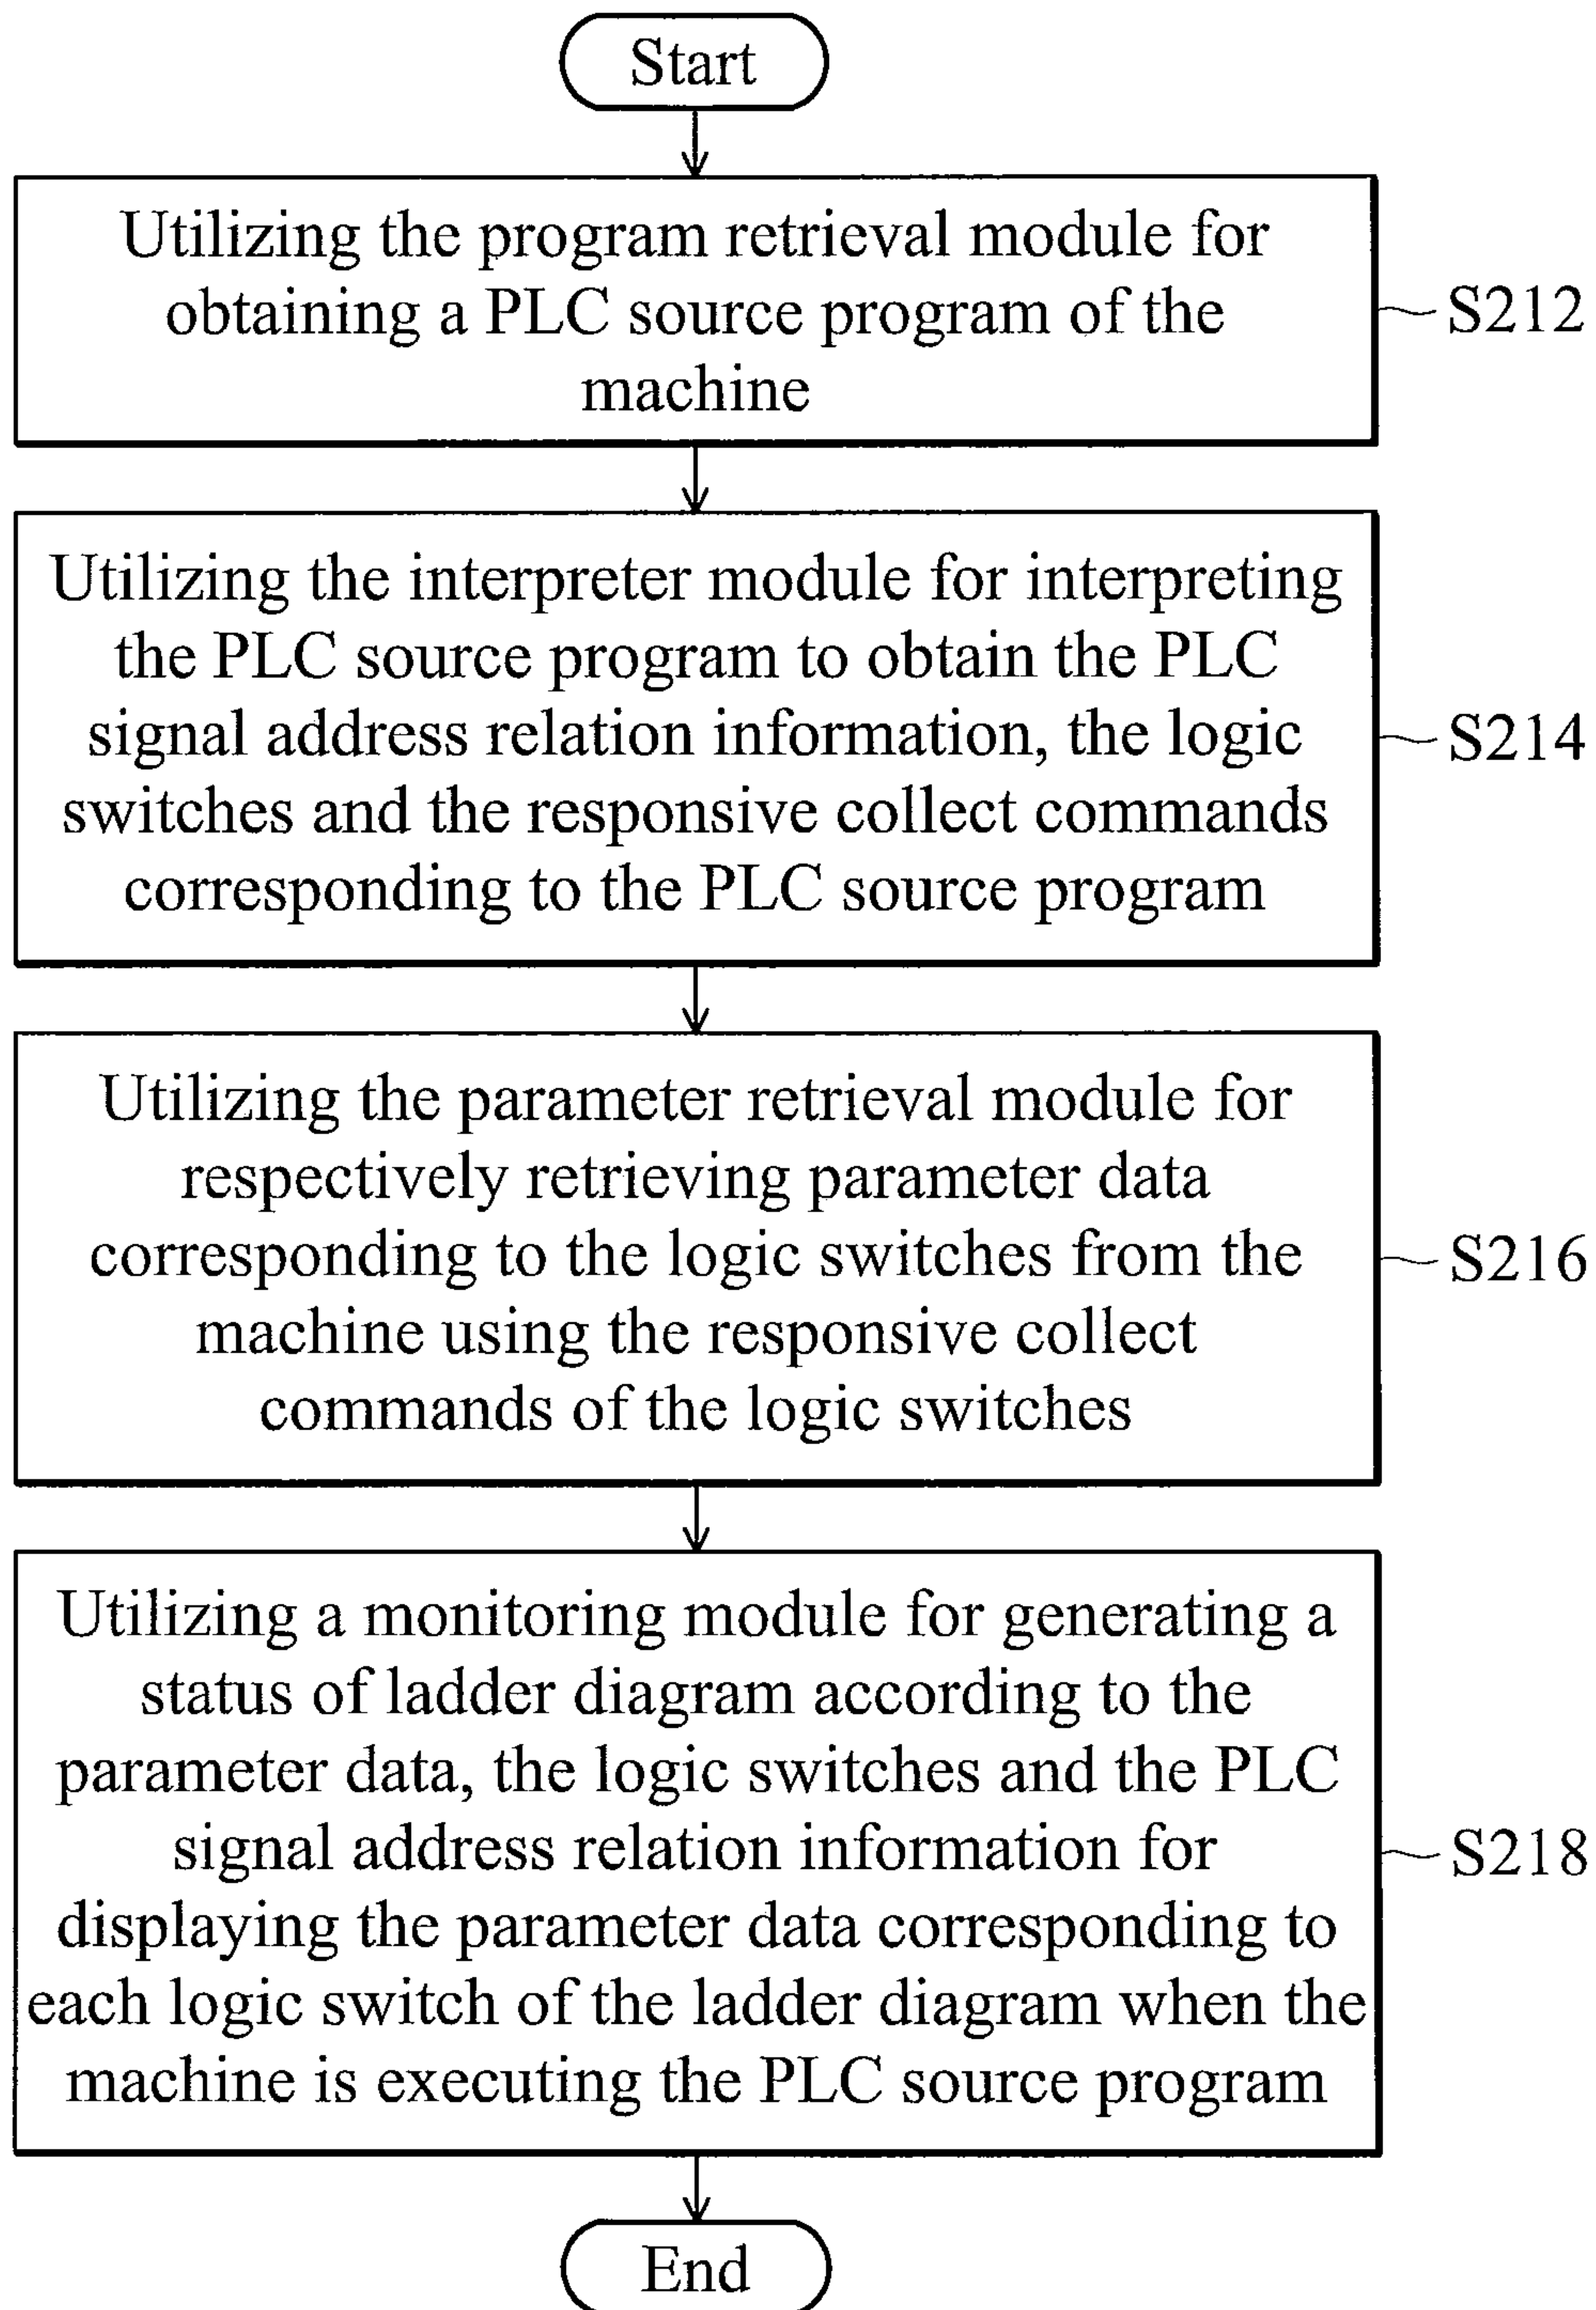 Start
Utilizing the program retrieval module for
obtaining a PLC source program of the
machine
S212
Utilizing the interpreter module for interpreting
the PLC source program to obtain the PLC
signal address relation information, the logic
switches and the responsive collect commands
corresponding to the PLC source program
S214
Utilizing the parameter retrieval module for
respectively retrieving parameter data
corresponding to the logic switches from the
machine using the responsive collect
commands of the logic switches
S216
Utilizing a monitoring module for generating a
status of ladder diagram according to the
parameter data, the logic switches and the PLC
signal address relation information for
displaying the parameter data corresponding to
each logic switch of the ladder diagram when the
machine is executing the PLC source program
S218
End